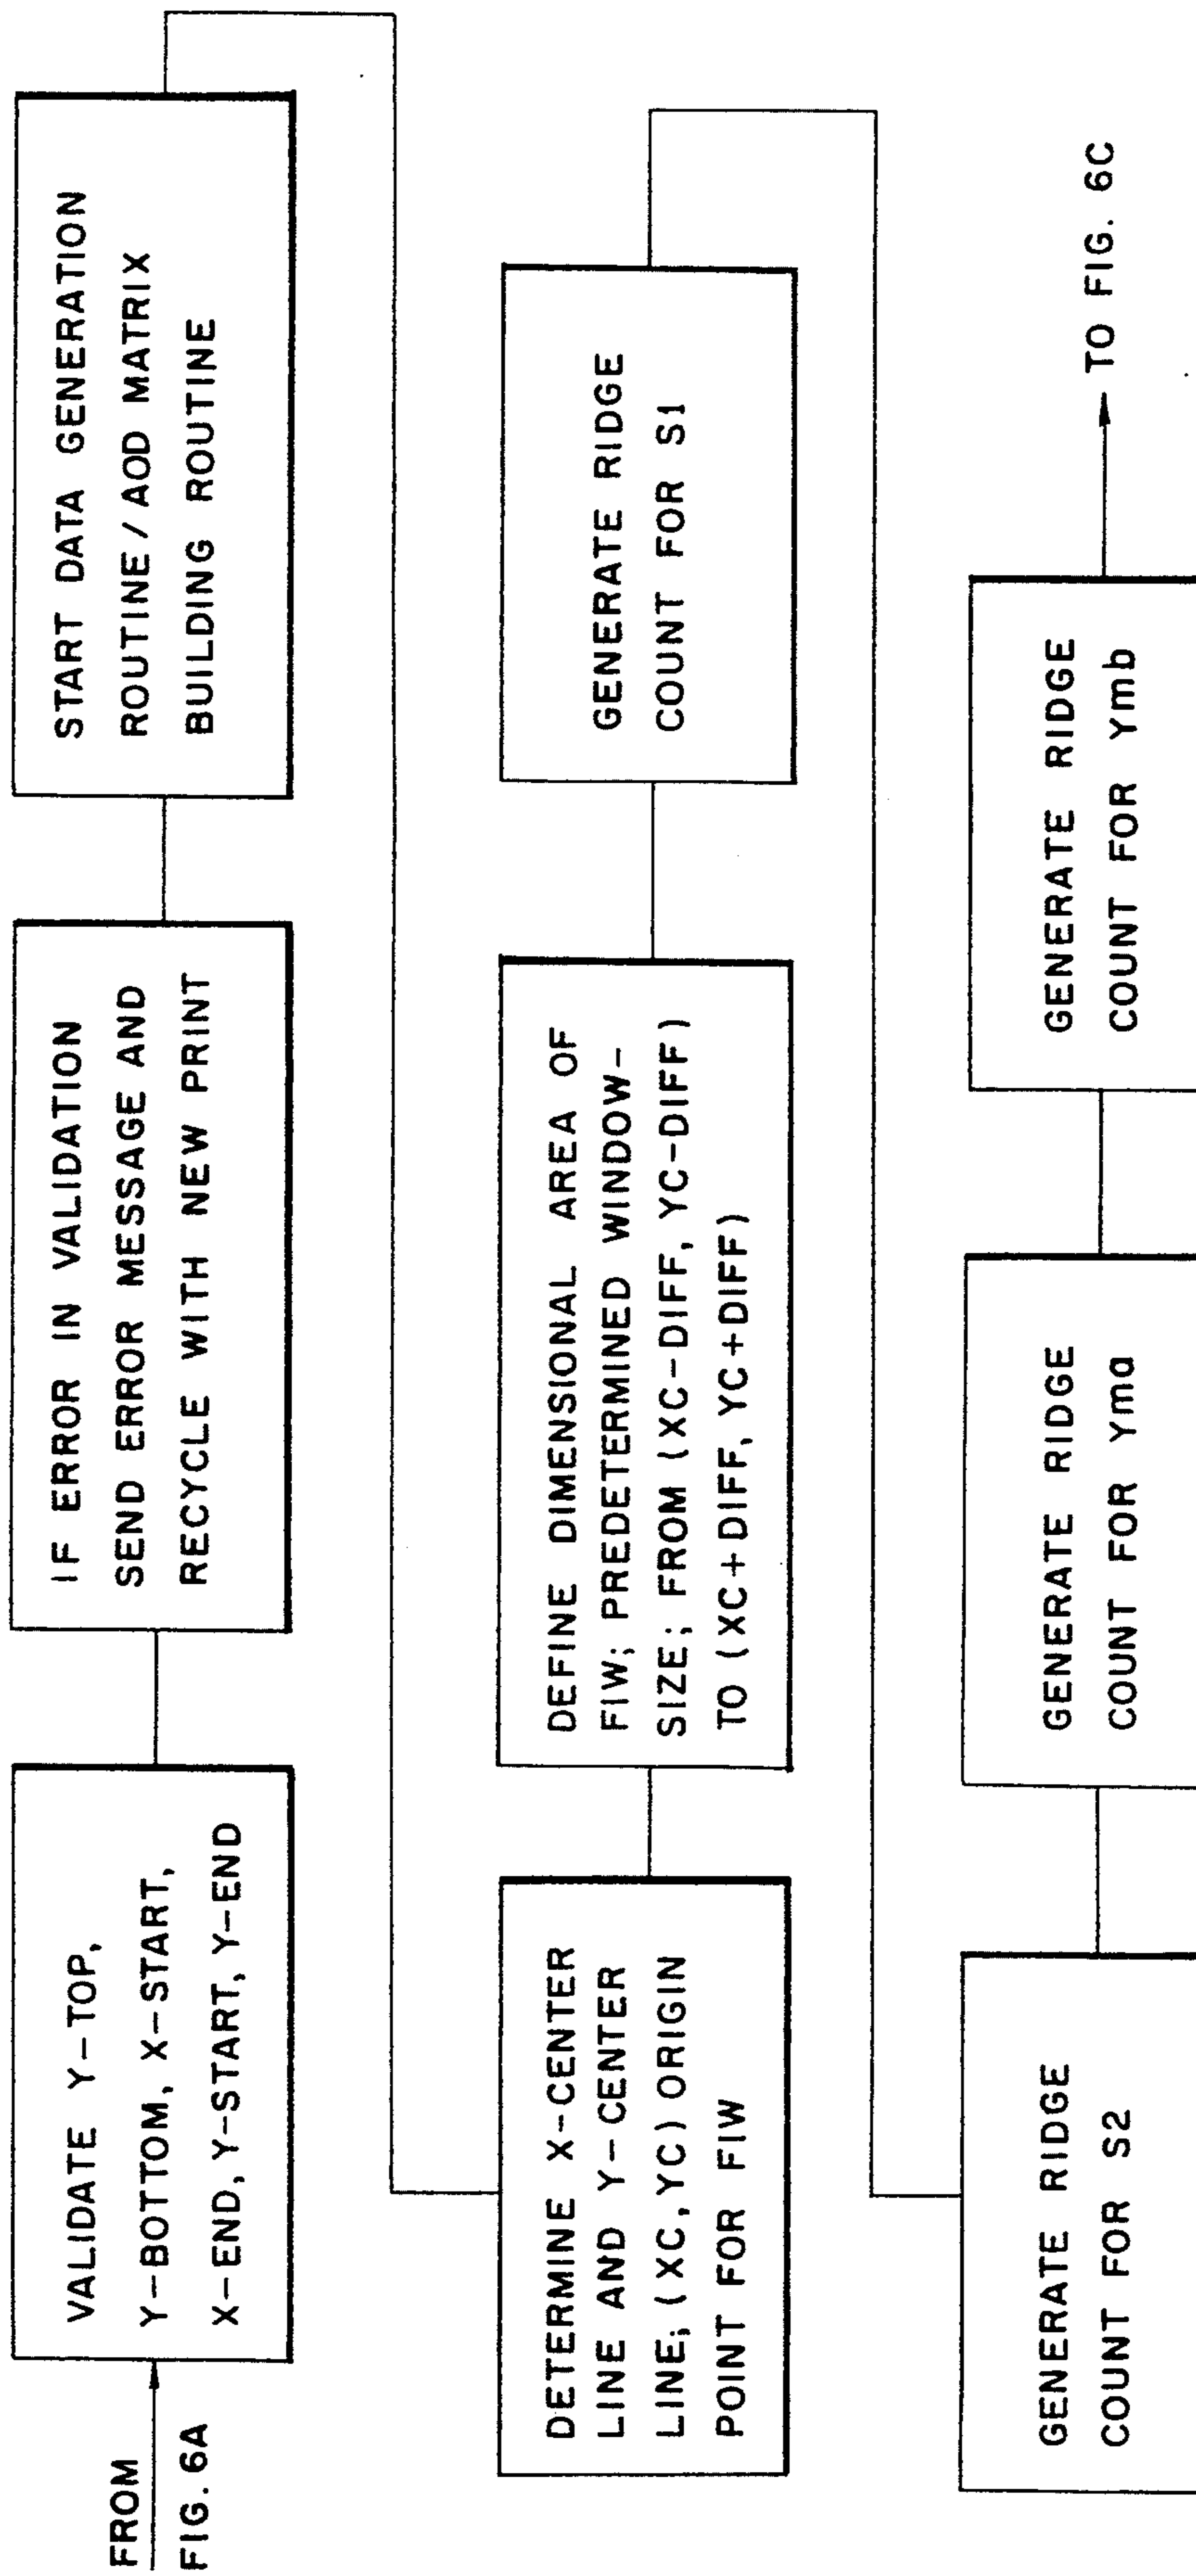 FROM
FIG. 6A
VALIDATE Y-TOP,
Y-BOTTOM, X-START,
X-END, Y-START, Y-END
IF ERROR IN VALIDATION
SEND ERROR MESSAGE AND
RECYCLE WITH NEW PRINT
START DATA GENERATION
ROUTINE/AOD MATRIX
BUILDING ROUTINE
DETERMINE X-CENTER
LINE AND Y-CENTER
LINE; (XC,YC) ORIGIN
POINT FOR FIW
DEFINE DIMENSIONAL AREA OF
FIW; PREDETERMINED WINDOW-
SIZE; FROM (XC-DIFF, YC-DIFF)
TO (XC+DIFF, YC+DIFF)
GENERATE RIDGE
COUNT FOR S1
GENERATE RIDGE
COUNT FOR S2
GENERATE RIDGE
COUNT FOR Yma
GENERATE RIDGE
COUNT FOR Ymb
TO FIG. 6C